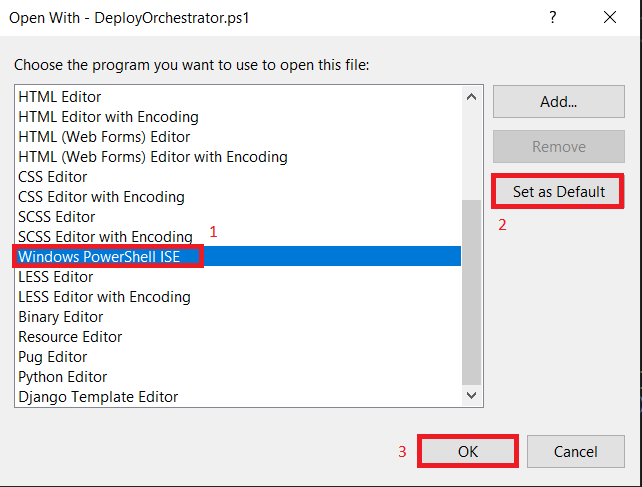 Open With - DeployOrchestrator.ps1
?
Choose the program you want to use to open this file:
HTML Editor
HTML Editor with Encoding
HTML (Web Forms) Editor
HTML (Web Forms) Editor with Encoding
CSS Editor
CSS Editor with Encoding
SCSS Editor
SCSS Editor with Encoding
1
Windows PowerShell ISE
LESS Editor
LESS Editor with Encoding
Binary Editor
Resource Editor
Pug Editor
Python Editor
Django Template Editor
Add...
Remove
Set as Default
2
3
OK
Cancel